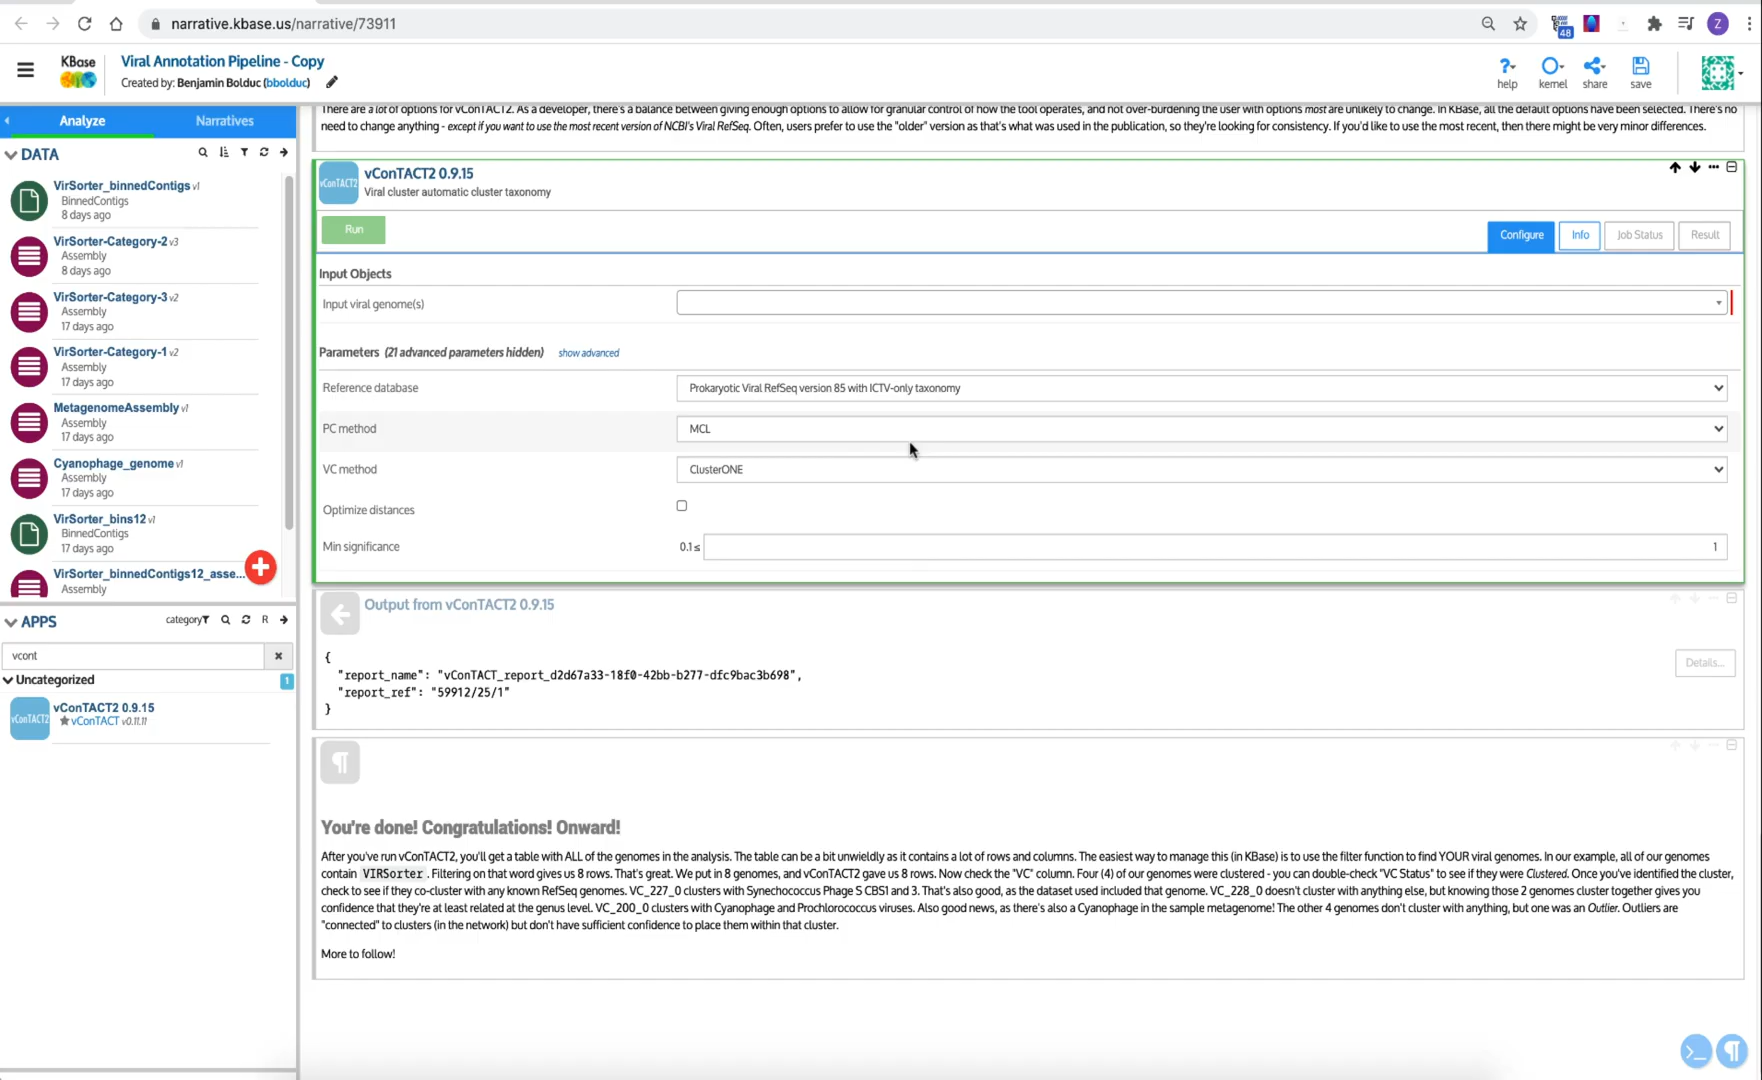 narrative.kbase.us/narrative/73911
48
Z
KBase
Viral Annotation Pipeline - Copy
Created by: Benjamin Bolduc (bbolduc)
help
kernel
share
save
Analyze
Narratives
There are a lot of options for vConTACT2. As a developer, there's a balance between giving enough options to allow for granular control of how the tool operates, and not over-burdening the user with options most are unlikely to change. In KBase, all the default options have been selected. There's no
need to change anything - except if you want to use the most recent version of NCBI's Viral RefSeq. Often, users prefer to use the "older" version as that's what was used in the publication, so they're looking for consistency. If you'd like to use the most recent, then there might be very minor differences.
DATA
VirSorter_binnedContigs v1
BinnedContigs
8 days ago
VirSorter-Category-2 v3
Assembly
8 days ago
VirSorter-Category-3 v2
Assembly
17 days ago
VirSorter-Category-1 v2
Assembly
17 days ago
MetagenomeAssembly v1
Assembly
17 days ago
Cyanophage_genome v1
Assembly
17 days ago
VirSorter_bins12 v1
BinnedContigs
17 days ago
VirSorter_binnedContigs12_asse...
Assembly
APPS
category
R
vcont
Uncategorized
1
vConTACT2
vConTACT2 0.9.15
vConTACT v0.11.11
vConTACT2
vConTACT2 0.9.15
Viral cluster automatic cluster taxonomy
Run
Configure
Info
Job Status
Result
Input Objects
Input viral genome(s)
Parameters (21 advanced parameters hidden) show advanced
Reference database
Prokaryotic Viral RefSeq version 85 with ICTV-only taxonomy
PC method
MCL
VC method
ClusterONE
Optimize distances
Min significance
0.1≤
1
Output from vConTACT2 0.9.15
{
"report_name": "vConTACT_report_d2d67a33-18f0-42bb-b277-dfc9bac3b698",
"report_ref": "59912/25/1"
}
Details...
You're done! Congratulations! Onward!
After you've run vConTACT2, you'll get a table with ALL of the genomes in the analysis. The table can be a bit unwieldly as it contains a lot of rows and columns. The easiest way to manage this (in KBase) is to use the filter function to find YOUR viral genomes. In our example, all of our genomes
contain VIRSorter . Filtering on that word gives us 8 rows. That's great. We put in 8 genomes, and vConTACT2 gave us 8 rows. Now check the "VC" column. Four (4) of our genomes were clustered - you can double-check "VC Status" to see if they were Clustered. Once you've identified the cluster,
check to see if they co-cluster with any known RefSeq genomes. VC_227_0 clusters with Synechococcus Phage S CBS1 and 3. That's also good, as the dataset used included that genome. VC_228_0 doesn't cluster with anything else, but knowing those 2 genomes cluster together gives you
confidence that they're at least related at the genus level. VC_200_0 clusters with Cyanophage and Prochlorococcus viruses. Also good news, as there's also a Cyanophage in the sample metagenome! The other 4 genomes don't cluster with anything, but one was an Outlier. Outliers are
"connected" to clusters (in the network) but don't have sufficient confidence to place them within that cluster.
More to follow!